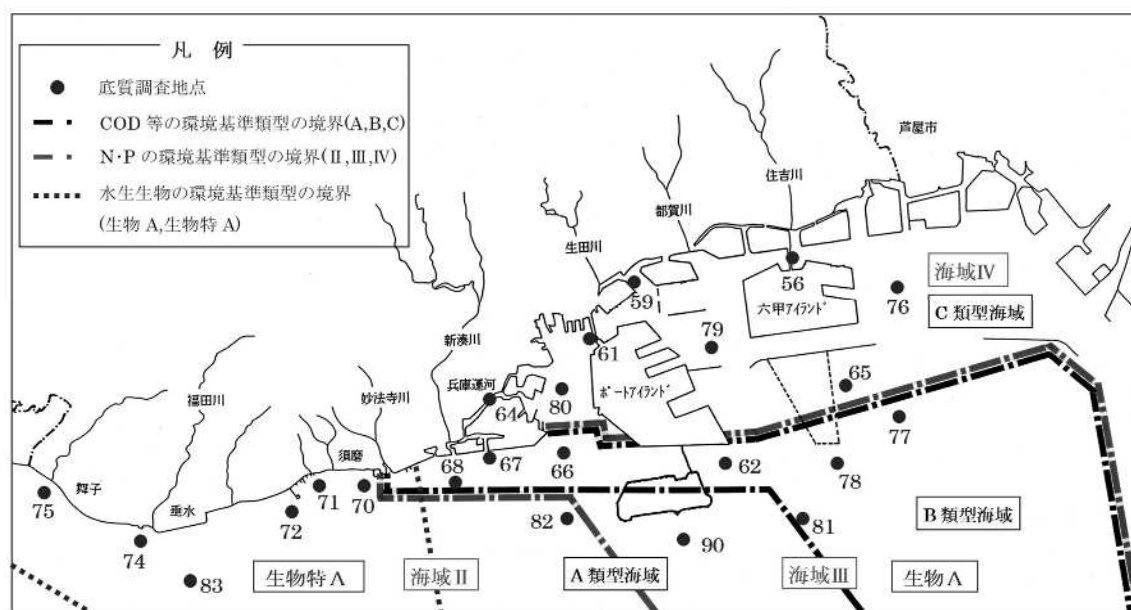 凡 例
底質調査地点
COD 等の環境基準類型の境界(A,B,C)
N・P の環境基準類型の境界(Ⅱ,Ⅲ,Ⅳ)
水生生物の環境基準類型の境界
(生物 A,生物特 A)
芦屋市
住吉川
都賀川
生田川
海域Ⅳ
56
59
76
六甲アイランド
C 類型海域
新湊川
61
79
兵庫運河
65
妙法寺川
80
ポートアイランド
福田川
64
77
須磨
67
66
62
78
68
舞子
71
70
75
垂水
72
82
81
B 類型海域
74
90
83
生物特 A
海域Ⅱ
A 類型海域
海域Ⅲ
生物 A